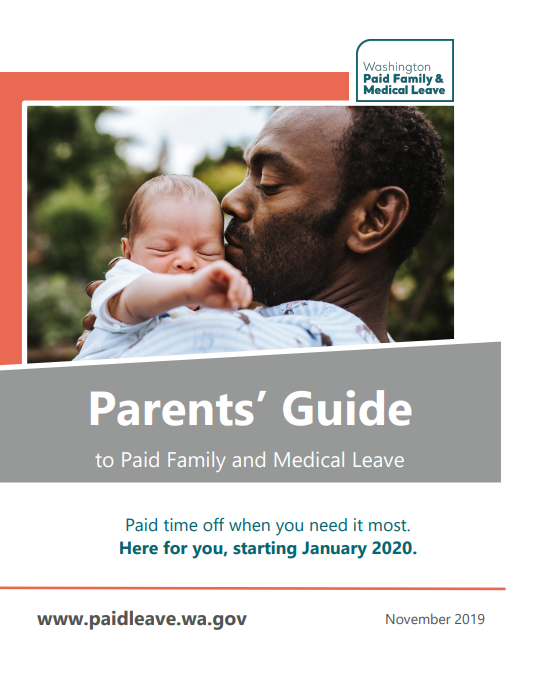 Washington
Paid Family &
Medical Leave
Parents’ Guide
to Paid Family and Medical Leave
Paid time off when you need it most.
Here for you, starting January 2020.
www.paidleave.wa.gov
November 2019